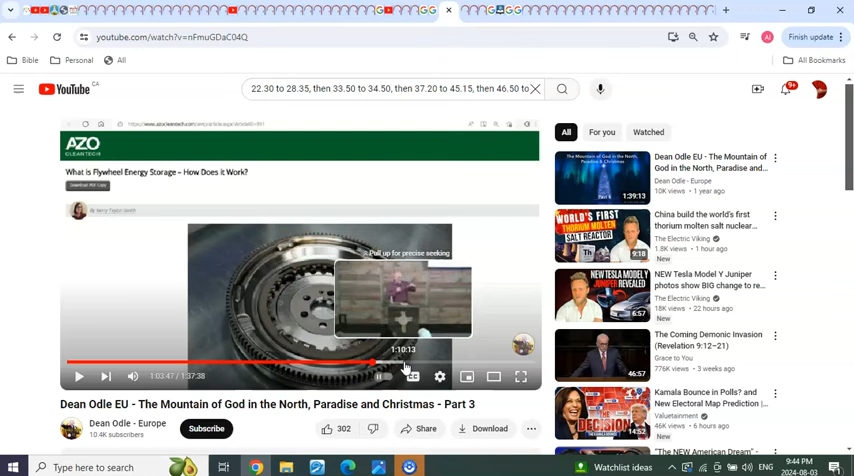 Finish update
youtube.com/watch?v=nFmuGDaC04Q
AI
Bible
Personal
All
All Bookmarks
YouTube CA
22.30 to 28.35, then 33.50 to 34.50, then 37.20 to 45.15, then 46.50 to
9+
AZO
CLEANTECH
What is Flywheel Energy Storage – How Does it Work?
Download PDF Copy
Pull up for precise seeking
1:10:13
1:03:47 / 1:37:38
CC
Dean Odle EU - The Mountain of God in the North, Paradise and Christmas - Part 3
Dean Odle - Europe
10.4K subscribers
Subscribe
302
Share
Download
All
For you
Watched
1:39:13
Dean Odle EU - The Mountain of God in the North, Paradise and...
Dean Odle - Europe
10K views • 1 year ago
WORLD'S FIRST
THORIUM MOLTEN
SALT REACTOR
Th
9:18
China build the world's first thorium molten salt nuclear...
The Electric Viking
1.8K views • 1 hour ago
New
NEW TESLA MODEL Y JUNIPER
REVEALED
6:57
NEW Tesla Model Y Juniper photos show BIG change to re...
The Electric Viking
18K views • 22 hours ago
New
46:57
The Coming Demonic Invasion (Revelation 9:12–21)
Grace to You
776K views • 3 weeks ago
THE DECISION
14:52
Kamala Bounce in Polls? and New Electoral Map Prediction |...
Valuetainment
46K views • 6 hours ago
New
"The NEW American Dream" -
Type here to search
Watchlist ideas
ENG
9:44 PM
2024-08-03